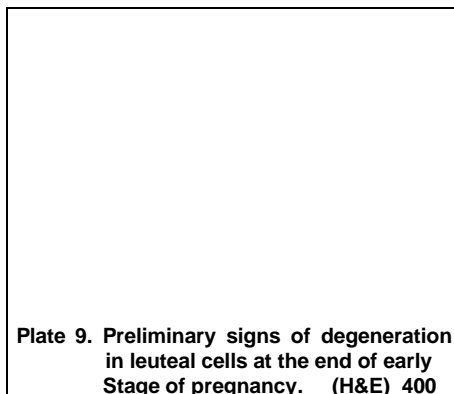 Plate 9. Preliminary signs of degeneration
in leuteal cells at the end of early
Stage of pregnancy. (H&E) 400